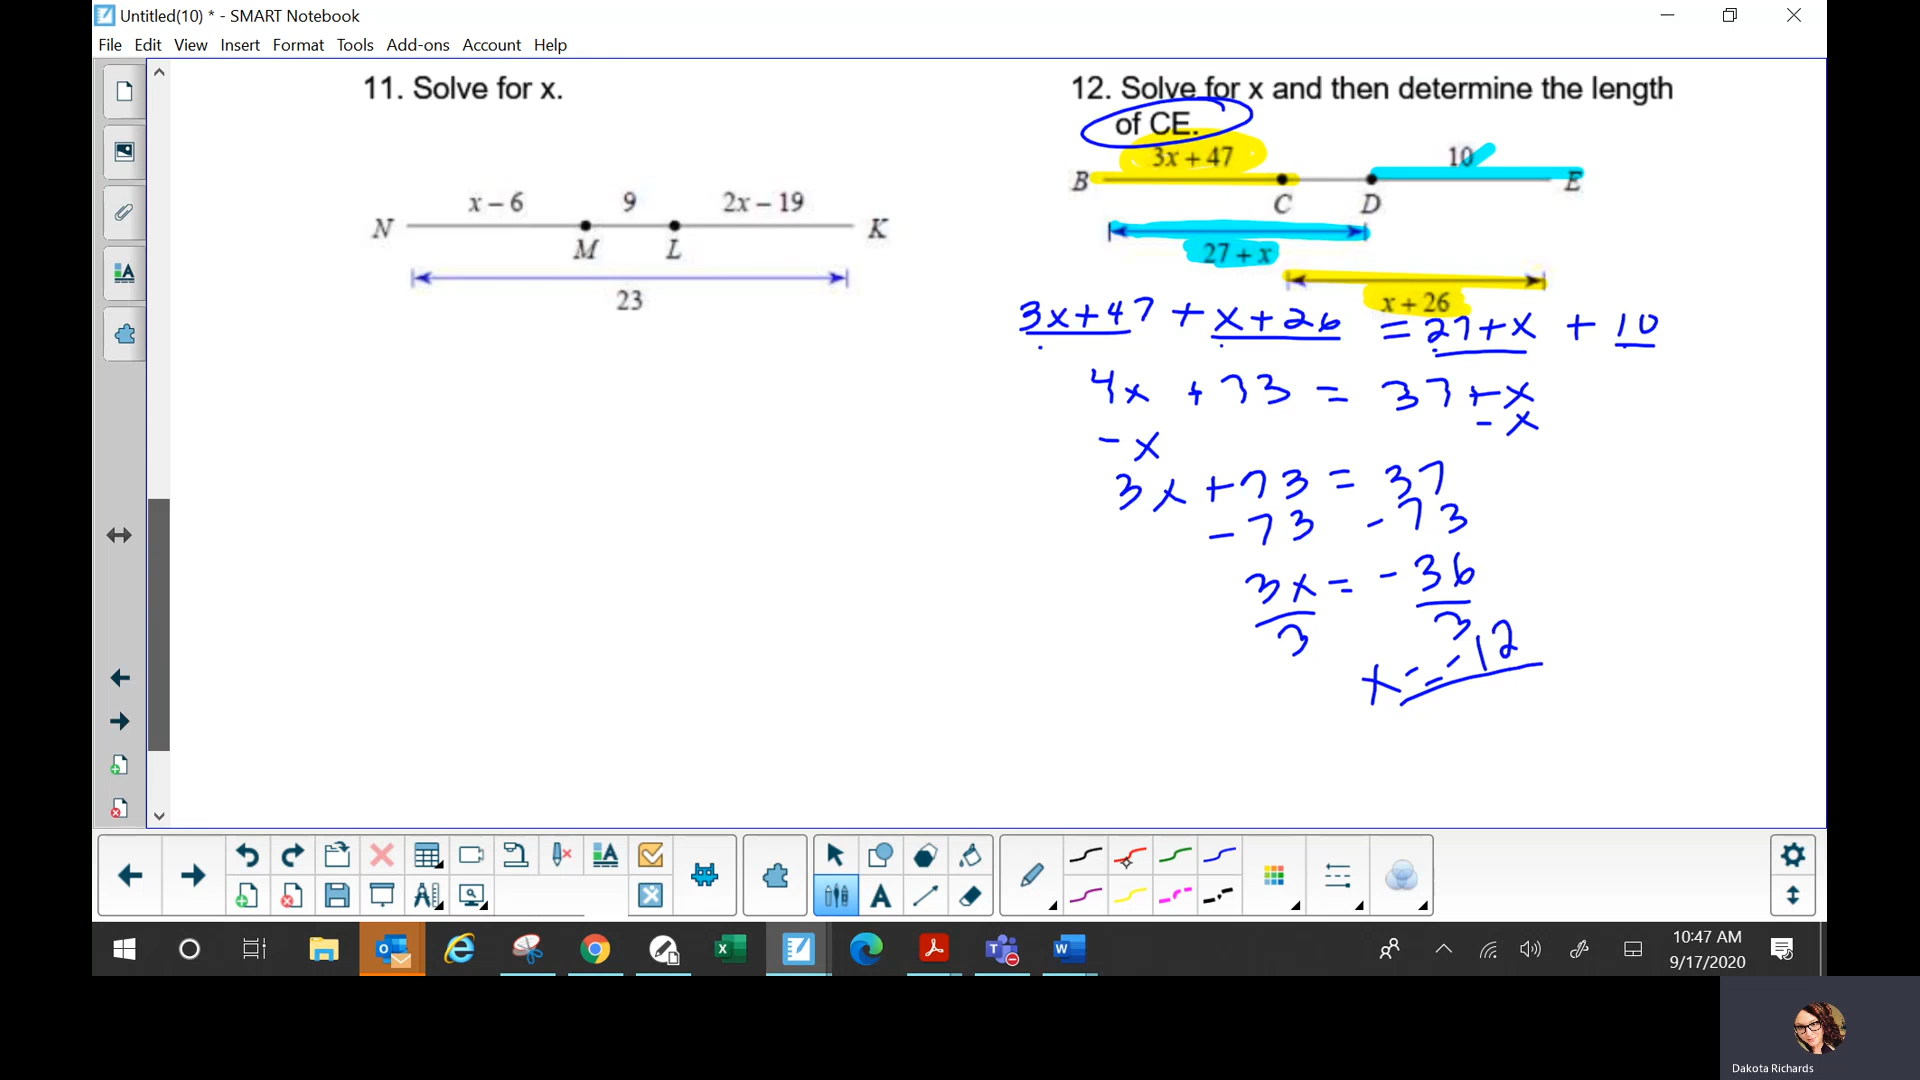 Untitled(10) * - SMART Notebook
File Edit View Insert Format Tools Add-ons Account Help
11. Solve for x.
x – 6 9 2x – 19
N M L K
23
12. Solve for x and then determine the length
of CE.
3x + 47 10
B C D E
27 + x
x + 26
3x+47 + x+26 = 27+x + 10
4x + 73 = 37+x
- x - x
3x + 73 = 37
- 73 - 73
3x = - 36
3 3
x = -12
10:47 AM
9/17/2020
Dakota Richards